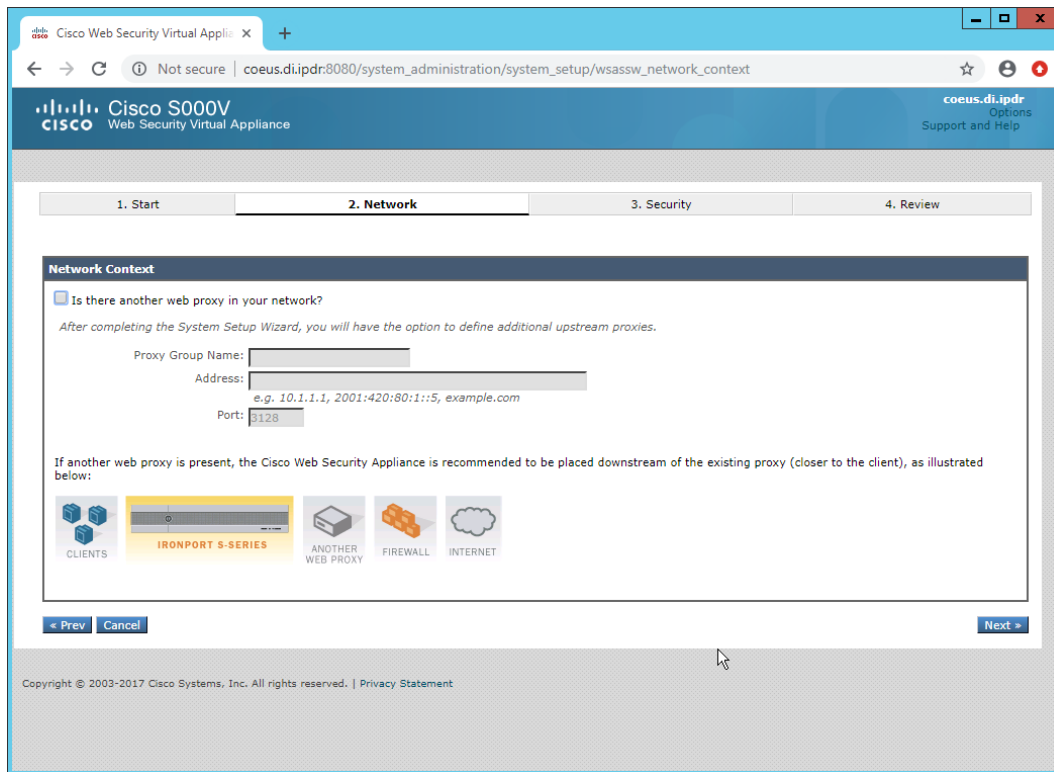 Cisco Web Security Virtual Applia
Not secure | coeus.di.ipdr:8080/system_administration/system_setup/wsassw_network_context
CISCO
Cisco S000V
Web Security Virtual Appliance
coeus.di.ipdr
Options
Support and Help
1. Start
2. Network
3. Security
4. Review
Network Context
Is there another web proxy in your network?
After completing the System Setup Wizard, you will have the option to define additional upstream proxies.
Proxy Group Name:
Address:
e.g. 10.1.1.1, 2001:420:80:1::5, example.com
Port: 3128
If another web proxy is present, the Cisco Web Security Appliance is recommended to be placed downstream of the existing proxy (closer to the client), as illustrated
below:
CLIENTS
IRONPORT S-SERIES
ANOTHER
WEB PROXY
FIREWALL
INTERNET
« Prev
Cancel
Next »
Copyright © 2003-2017 Cisco Systems, Inc. All rights reserved. | Privacy Statement